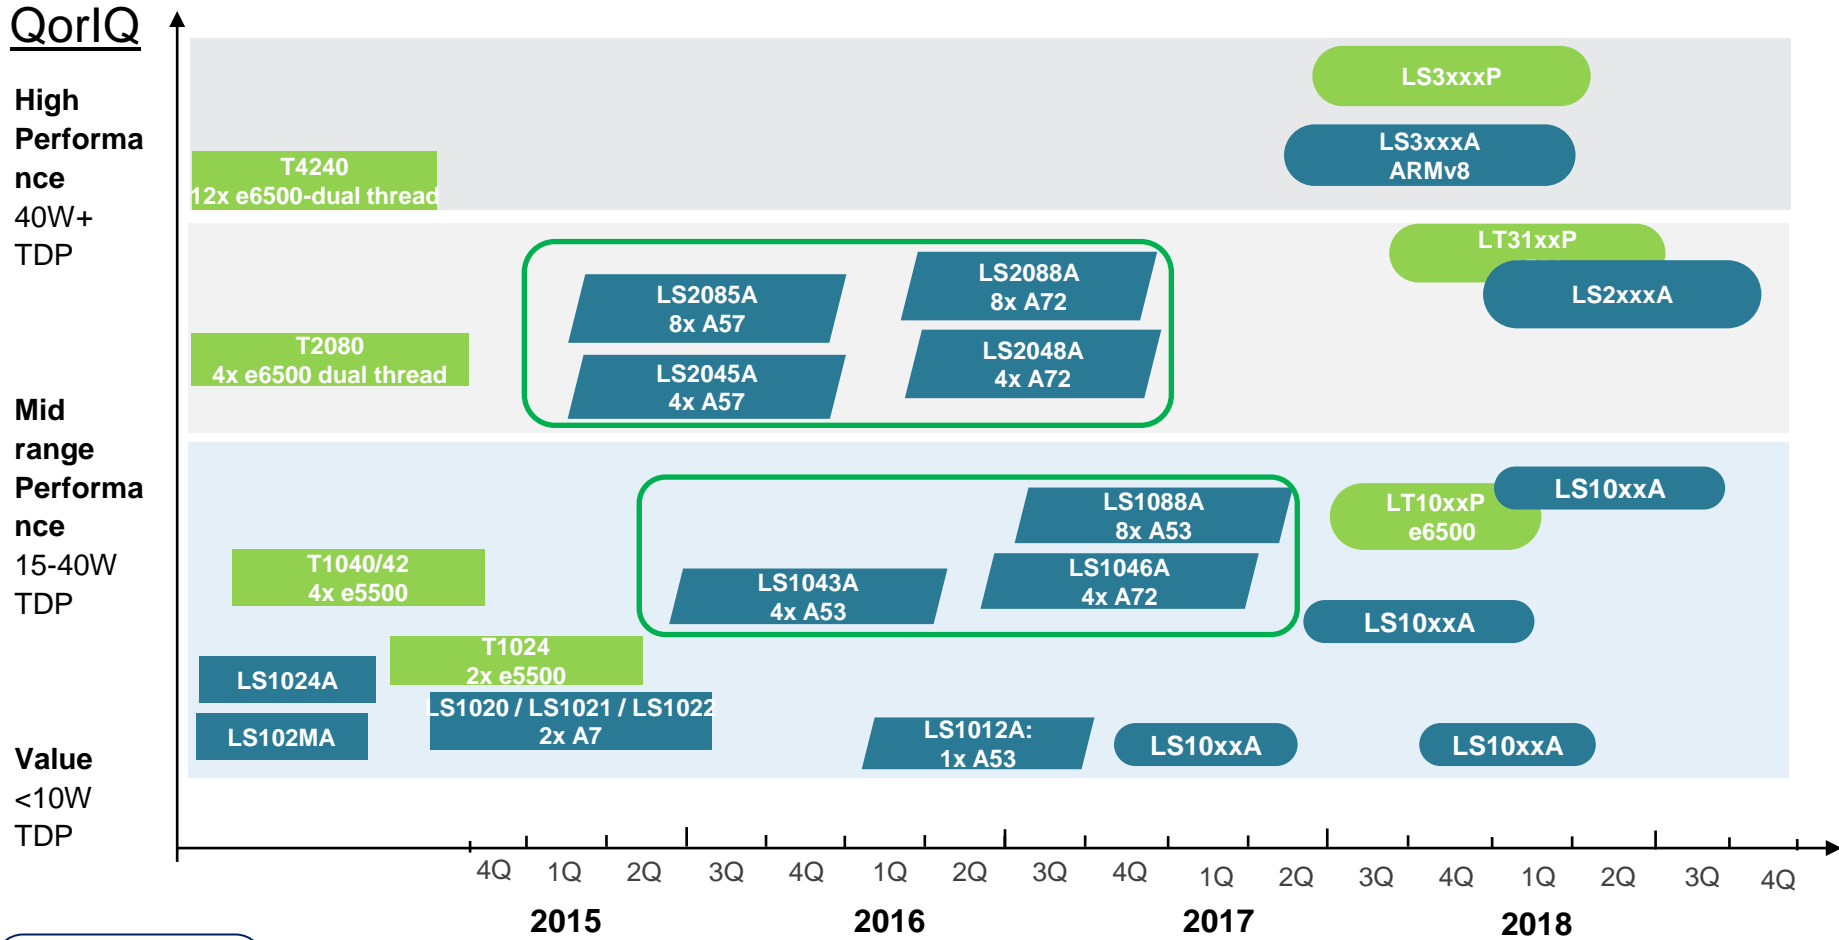 QorIQ
High
Performa
nce
40W+
TDP
Mid
range
Performa
nce
15-40W
TDP
Value
<10W
TDP
LS3xxxP
LS3xxxA
ARMv8
T4240
12x e6500-dual thread
LT31xxP
LS2xxxA
LS2088A
8x A72
LS2085A
8x A57
LS2048A
4x A72
LS2045A
4x A57
T2080
4x e6500 dual thread
LS10xxA
LT10xxP
e6500
LS1088A
8x A53
LS1046A
4x A72
LS1043A
4x A53
T1040/42
4x e5500
LS10xxA
T1024
2x e5500
LS1024A
LS1020 / LS1021 / LS1022
2x A7
LS102MA
LS1012A:
1x A53
LS10xxA
LS10xxA
4Q 1Q 2Q 3Q 4Q 1Q 2Q 3Q 4Q 1Q 2Q 3Q 4Q 1Q 2Q 3Q 4Q
2015 2016 2017 2018